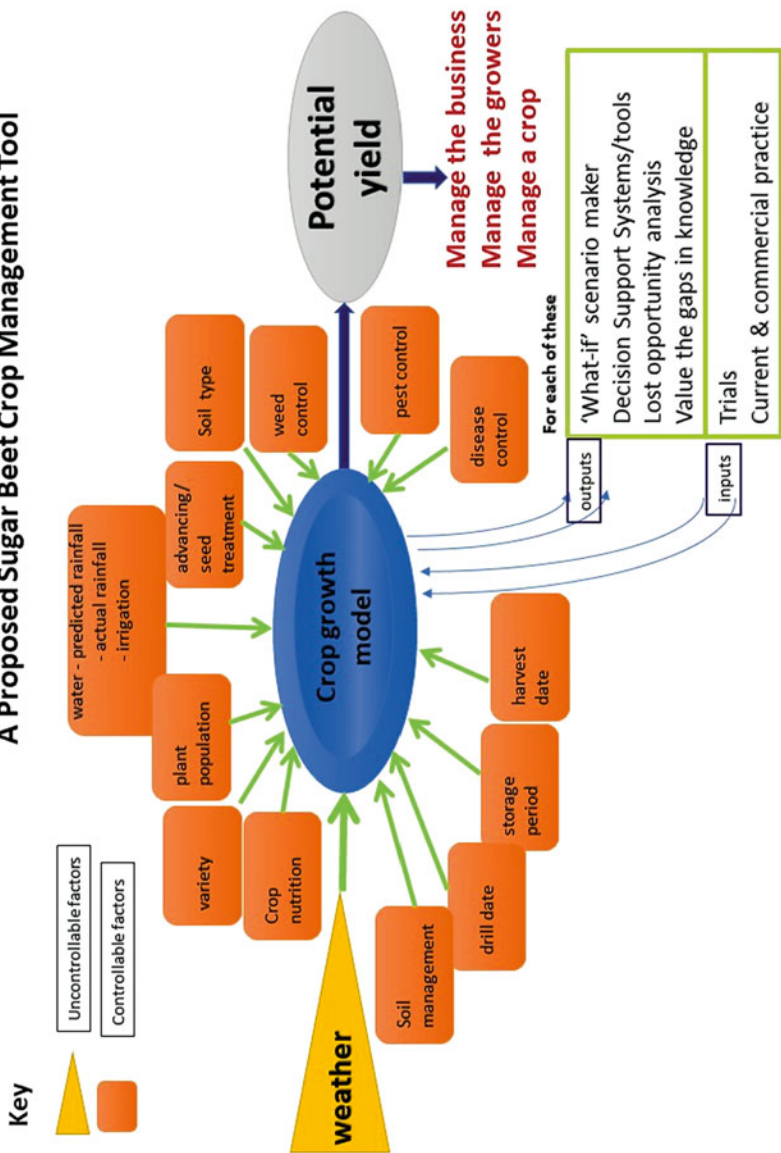 A Proposed Sugar Beet Crop Management Tool
Key
Uncontrollable factors
Controllable factors
weather
variety
Crop
nutrition
plant
population
water - predicted rainfall
- actual rainfall
- irrigation
advancing/
seed
treatment
Soil type
weed
control
pest control
disease
control
Crop growth
model
Soil
management
drill date
storage
period
harvest
date
Potential
yield
Manage the business
Manage the growers
Manage a crop
For each of these
outputs
'What-if' scenario maker
Decision Support Systems/tools
Lost opportunity analysis
Value the gaps in knowledge
inputs
Trials
Current & commercial practice